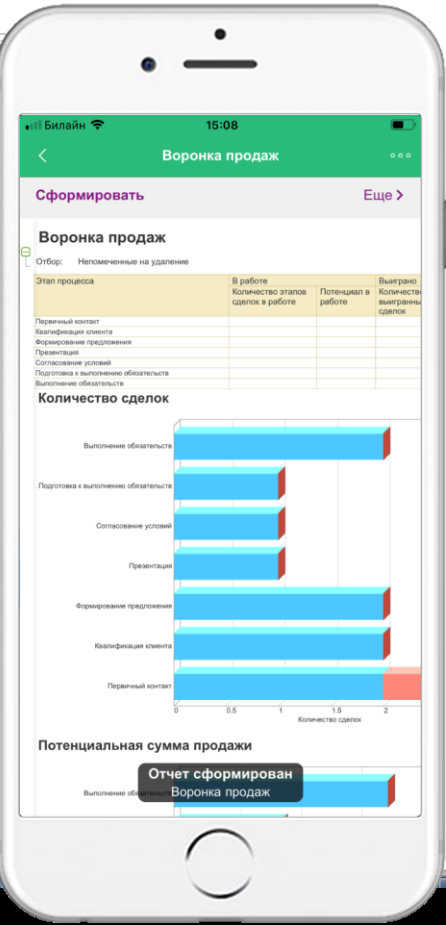 Билайн 15:08
Воронка продаж
Сформировать Еще
Воронка продаж
Отбор: Непомеченные на удаление
Этап процесса В работе Выиграно
Количество этапов Потенциал в Количество
сделок в работе работе выигранных
сделок
Первичный контакт
Квалификация клиента
Формирование предложения
Презентация
Согласование условий
Подготовка к выполнению обязательств
Выполнение обязательств
Количество сделок
Выполнение обязательств
Подготовка к выполнению обязательств
Согласование условий
Презентация
Формирование предложения
Квалификация клиента
Первичный контакт
0 0.5 1 1.5 2
Количество сделок
Потенциальная сумма продажи
Отчет сформирован
Выполнение Воронка продаж